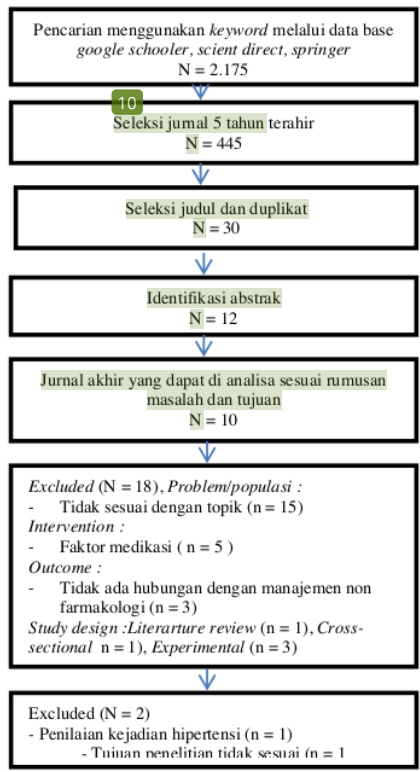 Pencarian menggunakan keyword melalui data base
google schooler, scient direct, springer
N = 2.175
10
Seleksi jurnal 5 tahun terahir
N = 445
Seleksi judul dan duplikat
N = 30
Identifikasi abstrak
N = 12
Jurnal akhir yang dapat di analisa sesuai rumusan
masalah dan tujuan
N = 10
Excluded (N = 18), Problem/populasi :
- Tidak sesuai dengan topik (n = 15)
Intervention :
- Faktor medikasi ( n = 5 )
Outcome :
- Tidak ada hubungan dengan manajemen non
farmakologi (n = 3)
Study design :Literarture review (n = 1), Cross-
sectional n = 1), Experimental (n = 3)
Excluded (N = 2)
- Penilaian kejadian hipertensi (n = 1)
- Tujuan penelitian tidak sesuai (n = 1